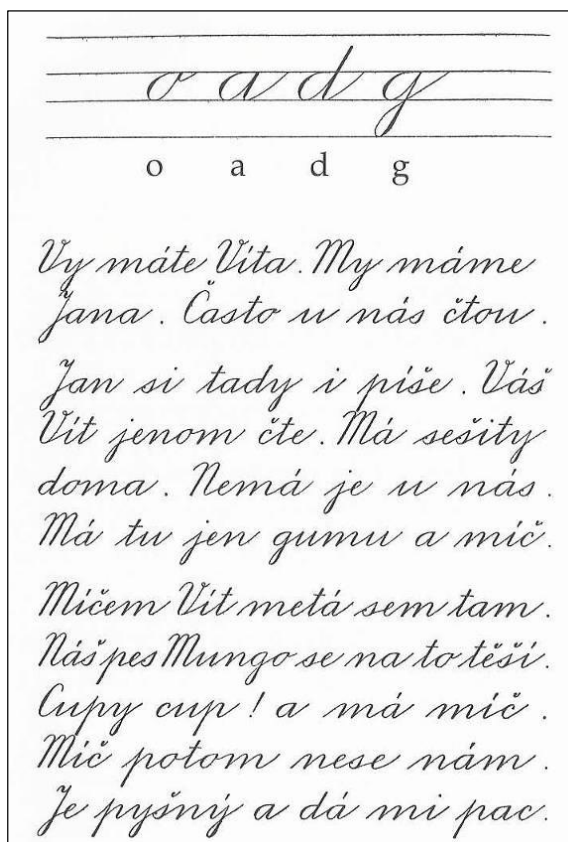 o a d g
o a d g
Vy máte Víta. My máme
Jana. Často u nás čtou.
Jan si tady i píše. Váš
Vít jenom čte. Má sešity
doma. Nemá je u nás.
Má tu jen gumu a míč.
Míčem Vít metá sem tam.
Náš pes Mungo se na to těší.
Cupy cup! a má míč.
Míč potom nese nám.
Je pyšný a dá mi pac.